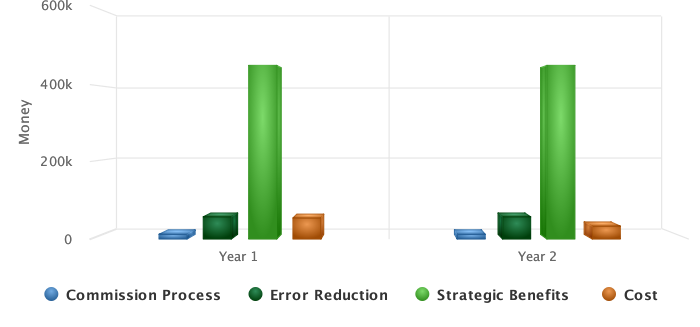 600k
400k
Money
200k
0
Year 1 Year 2
Commission Process Error Reduction Strategic Benefits Cost